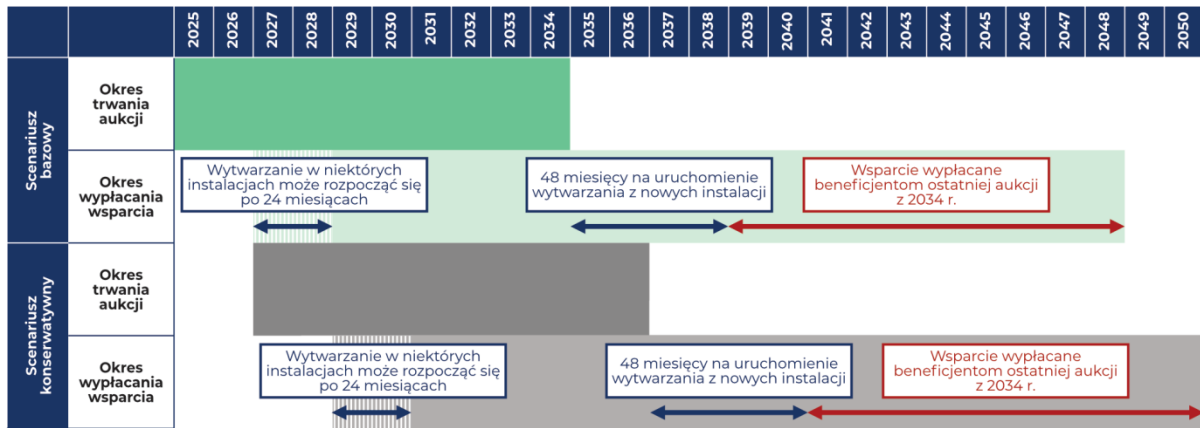 2025 2026 2027 2028 2029 2030 2031 2032 2033 2034 2035 2036 2037 2038 2039 2040 2041 2042 2043 2044 2045 2046 2047 2048 2049 2050
Scenariusz
bazowy
Okres
trwania
aukcji
Okres
wypłacania
wsparcia
Wytwarzanie w niektórych
instalacjach może rozpocząć się
po 24 miesiącach
48 miesięcy na uruchomienie
wytwarzania z nowych instalacji
Wsparcie wypłacane
beneficjentom ostatniej aukcji
z 2034 r.
Scenariusz
konserwatywny
Okres
trwania
aukcji
Okres
wypłacania
wsparcia
Wytwarzanie w niektórych
instalacjach może rozpocząć się
po 24 miesiącach
48 miesięcy na uruchomienie
wytwarzania z nowych instalacji
Wsparcie wypłacane
beneficjentom ostatniej aukcji
z 2034 r.